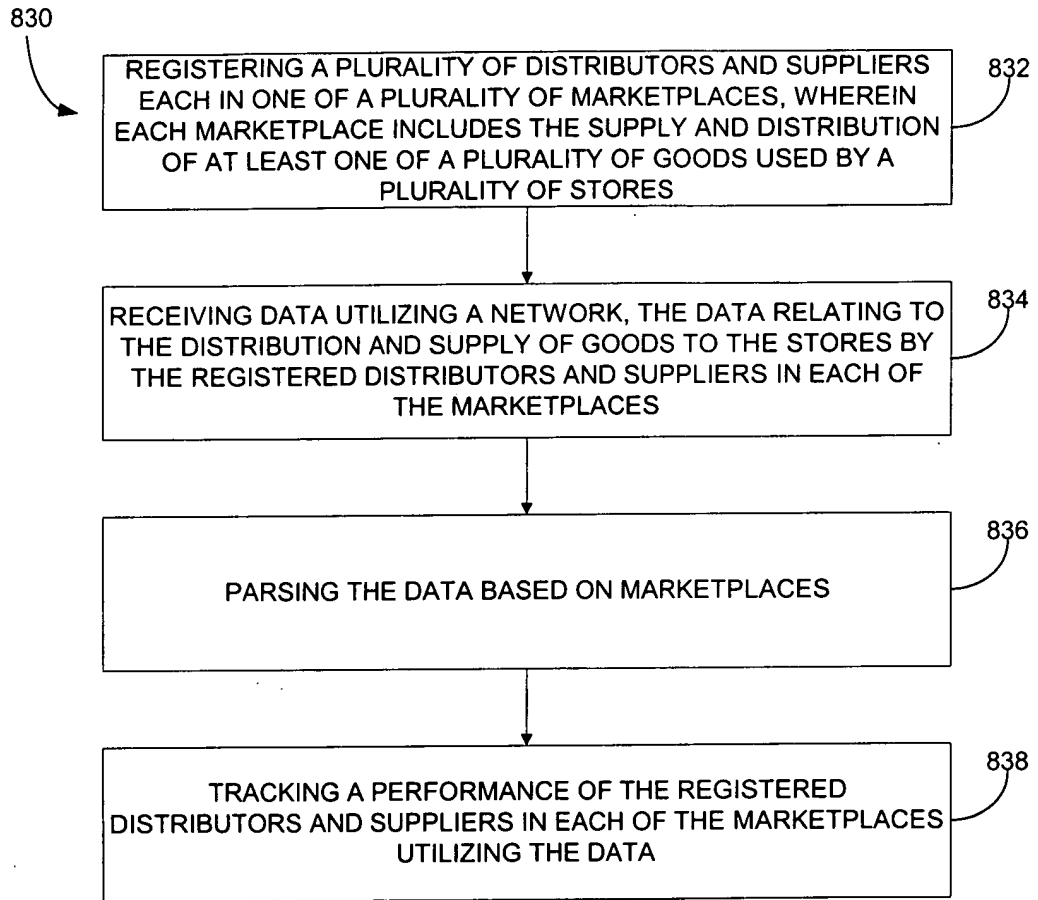 830
REGISTERING A PLURALITY OF DISTRIBUTORS AND SUPPLIERS
EACH IN ONE OF A PLURALITY OF MARKETPLACES, WHEREIN
EACH MARKETPLACE INCLUDES THE SUPPLY AND DISTRIBUTION
OF AT LEAST ONE OF A PLURALITY OF GOODS USED BY A
PLURALITY OF STORES
832
RECEIVING DATA UTILIZING A NETWORK, THE DATA RELATING TO
THE DISTRIBUTION AND SUPPLY OF GOODS TO THE STORES BY
THE REGISTERED DISTRIBUTORS AND SUPPLIERS IN EACH OF
THE MARKETPLACES
834
PARSING THE DATA BASED ON MARKETPLACES
836
TRACKING A PERFORMANCE OF THE REGISTERED
DISTRIBUTORS AND SUPPLIERS IN EACH OF THE MARKETPLACES
UTILIZING THE DATA
838